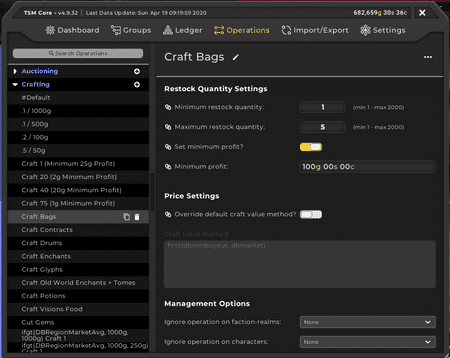 TSM Core - v4.9.32 | Last Data Update: Sun Apr 19 09:19:59 2020
682,659g 30s 36c
Dashboard
Groups
Ledger
Operations
Import/Export
Settings
Search Operations
Auctioning
Crafting
#Default
.1 / 1000g
.1 / 500g
.2 / 100g
.5 / 50g
Craft 1 (Minimum 25g Profit)
Craft 20 (2g Minimum Profit)
Craft 40 (20g Minimum Profit)
Craft 75 (1g Minimum Profit)
Craft Bags
Craft Contracts
Craft Drums
Craft Enchants
Craft Glyphs
Craft Old World Enchants + Tomes
Craft Potions
Craft Visions Food
Cut Gems
ifgt(DBRegionMarketAvg, 1000g,
1000g) Craft 1
ifgt(DBRegionMarketAvg, 1000g, 250g)
Craft 1
Craft Bags
Restock Quantity Settings
Minimum restock quantity:
1
(min 1 - max 2000)
Maximum restock quantity:
5
(min 1 - max 2000)
Set minimum profit?
Minimum profit:
100g 00s 00c
Price Settings
Override default craft value method?
Craft value method
first(dbminbuyout, dbmarket)
Management Options
Ignore operation on faction-realms:
None
Ignore operation on characters:
None